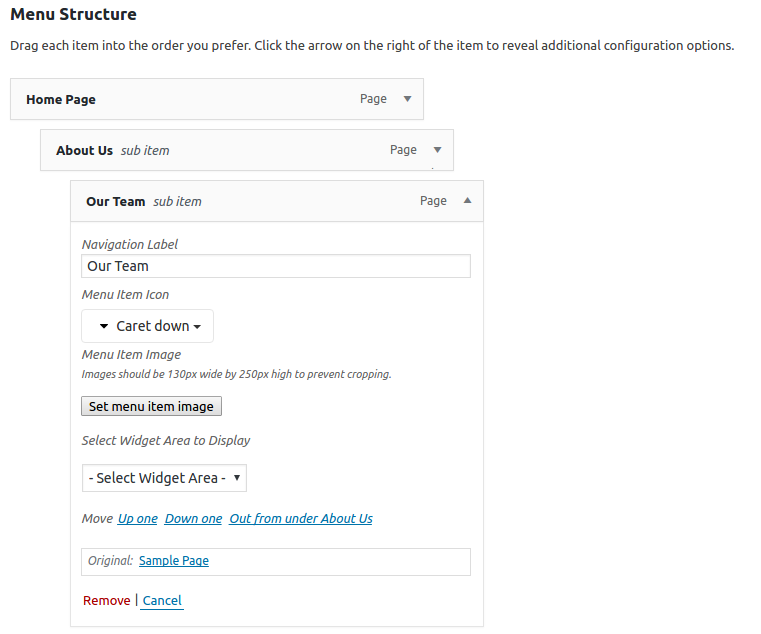 Menu Structure
Drag each item into the order you prefer. Click the arrow on the right of the item to reveal additional configuration options.
Home Page Page
About Us sub item Page
Our Team sub item Page
Navigation Label
Our Team
Menu Item Icon
Caret down
Menu Item Image
Images should be 130px wide by 250px high to prevent cropping.
Set menu item image
Select Widget Area to Display
- Select Widget Area -
Move Up one Down one Out from under About Us
Original: Sample Page
Remove | Cancel